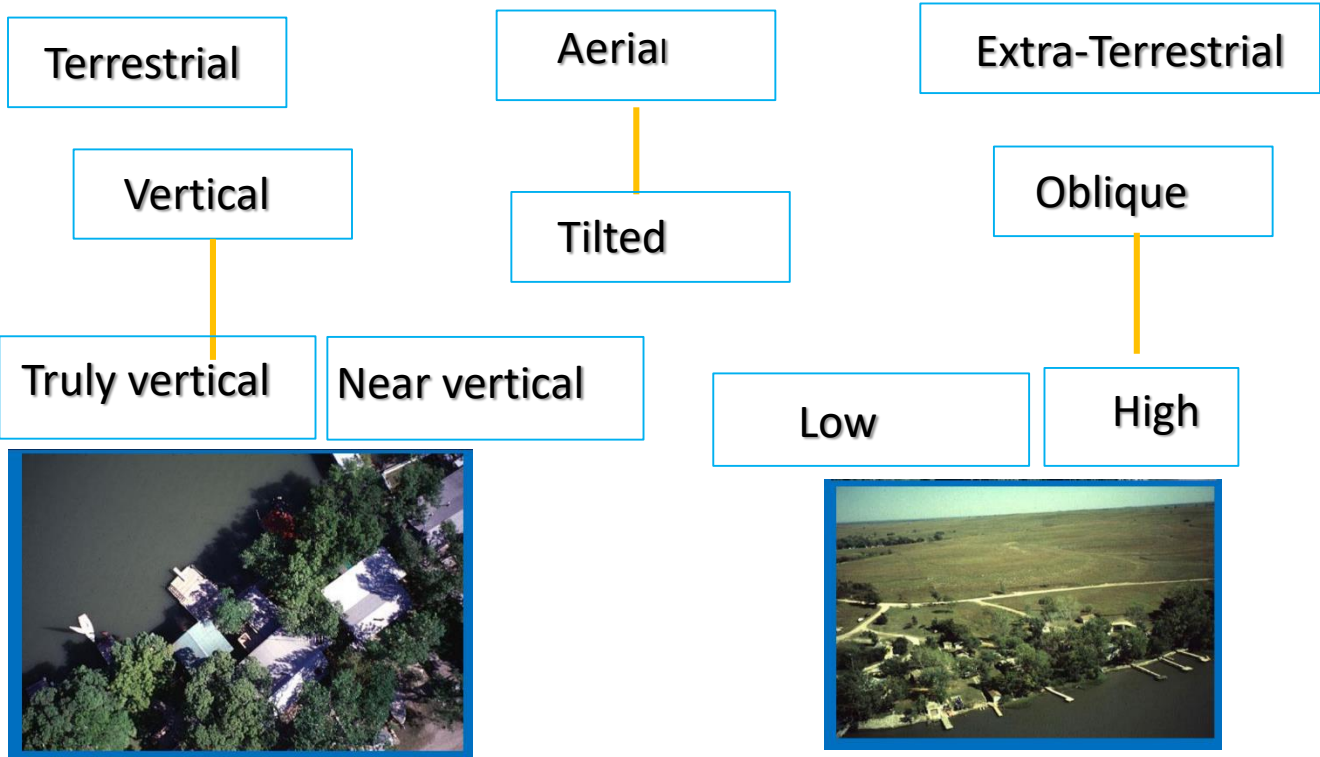 Terrestrial
Aerial
Extra-Terrestrial
Vertical
Tilted
Oblique
Truly vertical
Near vertical
Low
High